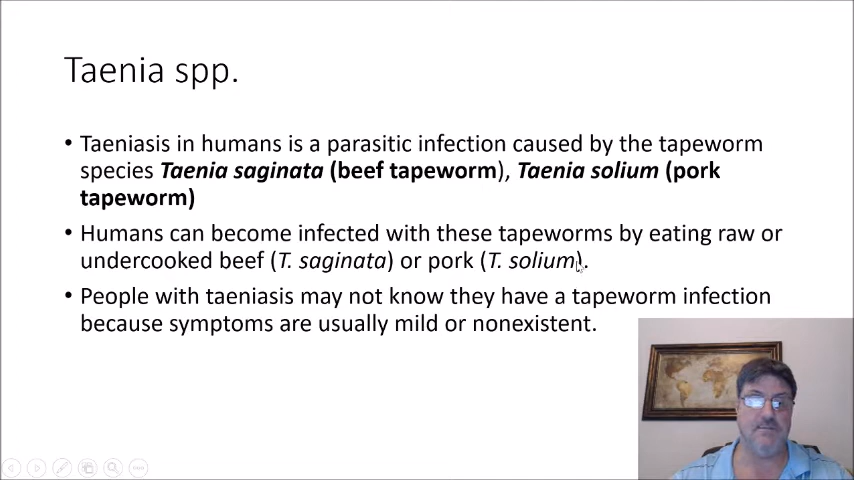 Taenia spp.
• Taeniasis in humans is a parasitic infection caused by the tapeworm
species Taenia saginata (beef tapeworm), Taenia solium (pork
tapeworm)
• Humans can become infected with these tapeworms by eating raw or
undercooked beef (T. saginata) or pork (T. solium).
• People with taeniasis may not know they have a tapeworm infection
because symptoms are usually mild or nonexistent.